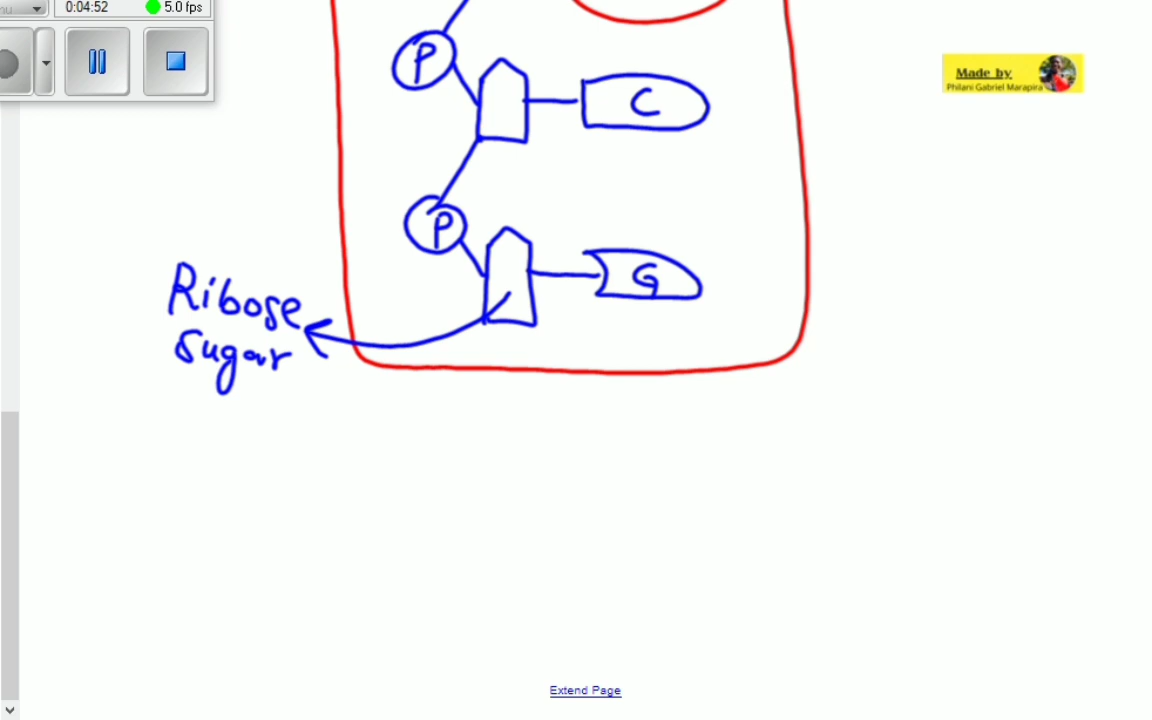 0:04:52 5.0 fps
P
C
Made by
Philani Gabriel Marapira
P
G
Ribose
sugar
Extend Page